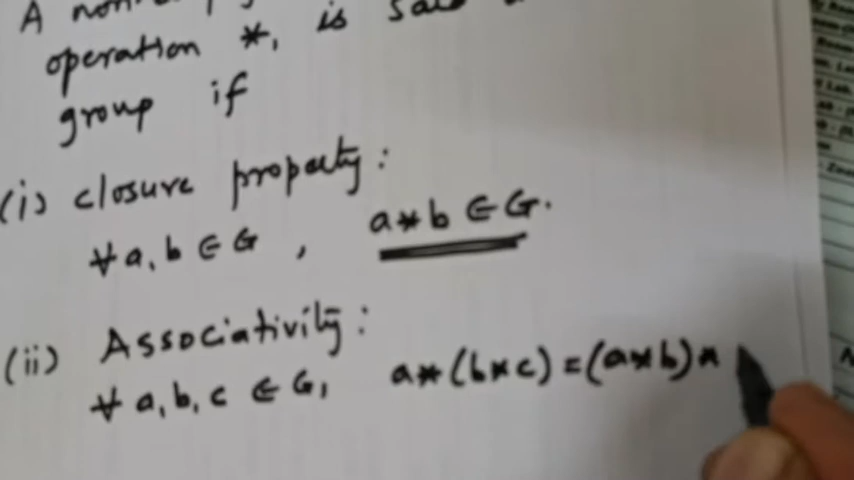 A
operation *, is
group if
(i) closure property:
∀ a, b ∈ G , a * b ∈ G.
(ii) Associativity:
∀ a, b, c ∈ G, a * (b * c) = (a * b) *